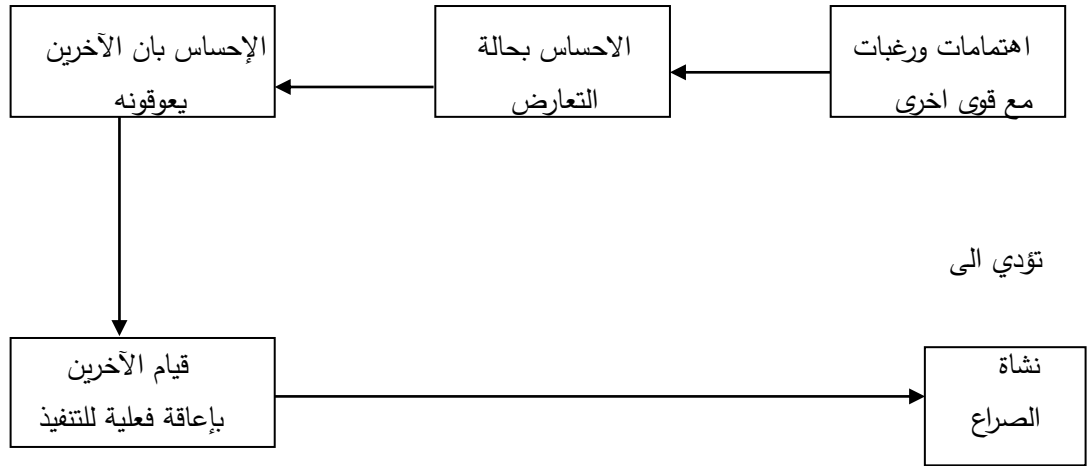 اهتمامات ورغبات
مع قوى اخرى
الاحساس بحالة
التعارض
الإحساس بان الآخرين
يعوقونه
تؤدي الى
قيام الآخرين
بإعاقة فعلية للتنفيذ
نشاة
الصراع